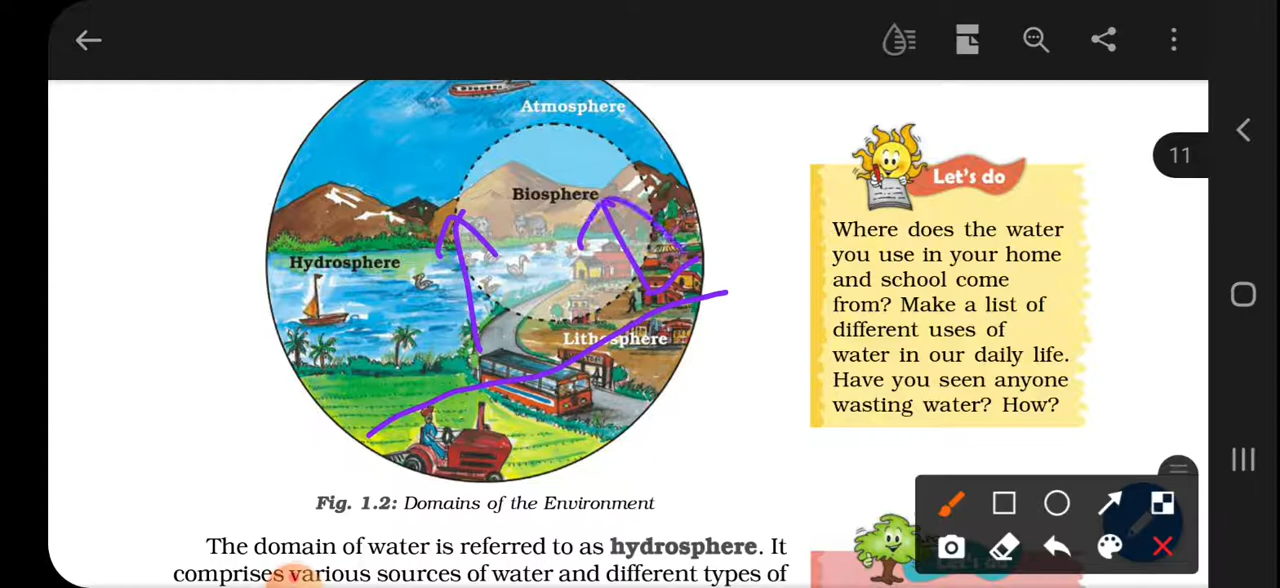 Atmosphere
Biosphere
Hydrosphere
Lithosphere
Fig. 1.2: Domains of the Environment
The domain of water is referred to as hydrosphere. It
comprises various sources of water and different types of
11
Let's do
Where does the water
you use in your home
and school come
from? Make a list of
different uses of
water in our daily life.
Have you seen anyone
wasting water? How?
Let's do